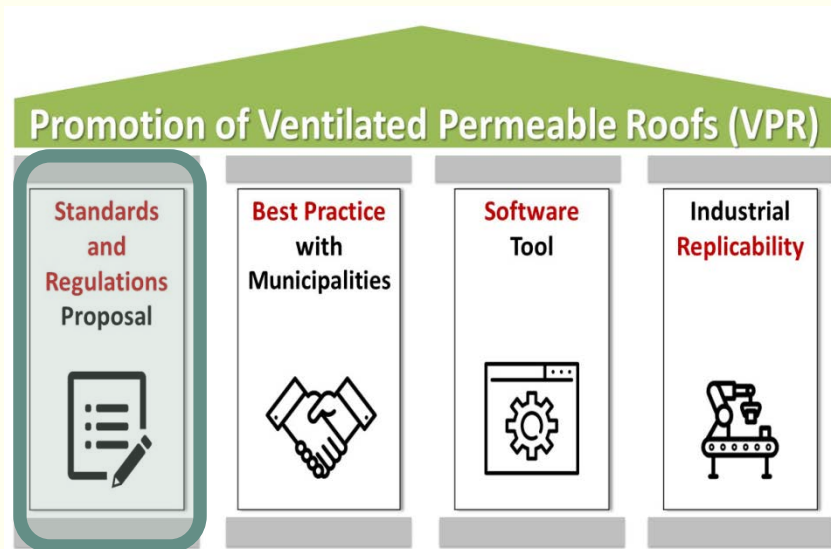 Promotion of Ventilated Permeable Roofs (VPR)
Standards
and
Regulations
Proposal
Best Practice
with
Municipalities
Software
Tool
Industrial
Replicability